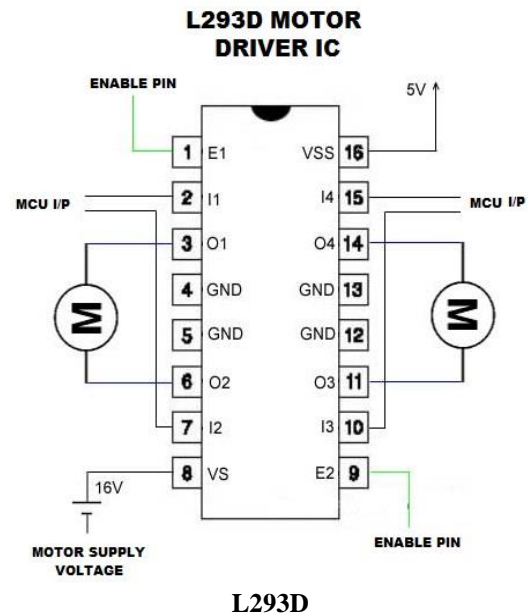 L293D MOTOR
DRIVER IC
ENABLE PIN
5V
1 E1 VSS 16
MCU I/P 2 I1 I4 15 MCU I/P
3 O1 O4 14
4 GND GND 13
M M
5 GND GND 12
6 O2 O3 11
7 I2 I3 10
8 VS E2 9
16V
ENABLE PIN
MOTOR SUPPLY
VOLTAGE
L293D